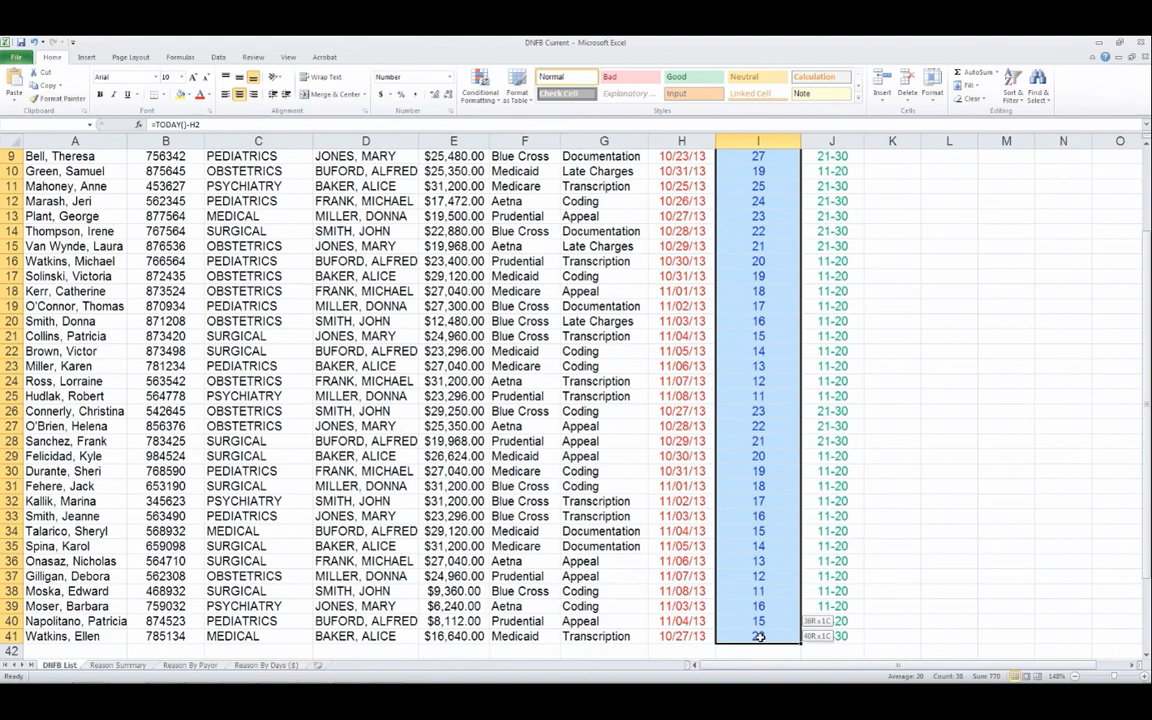 DNFB Current - Microsoft Excel
File Home Insert Page Layout Formulas Data Review View Acrobat
Cut
Copy
Format Painter
Paste
Clipboard
Arial 10
Font
Wrap Text
Merge & Center
Alignment
Number
Number
Conditional Formatting
Format as Table
Normal Bad Good Neutral Calculation
Check Cell Explanatory ... Input Linked Cell Note
Styles
Insert Delete Format
Cells
AutoSum
Fill
Clear
Sort & Filter
Find & Select
Editing
fx =TODAY()-H2
A B C D E F G H I J K L M N O
9 Bell, Theresa 756342 PEDIATRICS JONES, MARY $25,480.00 Blue Cross Documentation 10/23/13 27 21-30
10 Green, Samuel 875645 OBSTETRICS BUFORD, ALFRED $25,350.00 Medicaid Late Charges 10/31/13 19 11-20
11 Mahoney, Anne 453627 PSYCHIATRY BAKER, ALICE $31,200.00 Medicare Transcription 10/25/13 25 21-30
12 Marash, Jeri 562345 PEDIATRICS FRANK, MICHAEL $17,472.00 Aetna Coding 10/26/13 24 21-30
13 Plant, George 877564 MEDICAL MILLER, DONNA $19,500.00 Prudential Appeal 10/27/13 23 21-30
14 Thompson, Irene 767564 SURGICAL SMITH, JOHN $22,880.00 Blue Cross Documentation 10/28/13 22 21-30
15 Van Wynde, Laura 876536 OBSTETRICS JONES, MARY $19,968.00 Aetna Late Charges 10/29/13 21 21-30
16 Watkins, Michael 766564 PEDIATRICS BUFORD, ALFRED $23,400.00 Prudential Transcription 10/30/13 20 11-20
17 Solinski, Victoria 872435 OBSTETRICS BAKER, ALICE $29,120.00 Medicaid Coding 10/31/13 19 11-20
18 Kerr, Catherine 873524 OBSTETRICS FRANK, MICHAEL $27,040.00 Medicare Appeal 11/01/13 18 11-20
19 O'Connor, Thomas 870934 PEDIATRICS MILLER, DONNA $27,300.00 Blue Cross Documentation 11/02/13 17 11-20
20 Smith, Donna 871208 OBSTETRICS SMITH, JOHN $12,480.00 Blue Cross Late Charges 11/03/13 16 11-20
21 Collins, Patricia 873420 SURGICAL JONES, MARY $24,960.00 Blue Cross Transcription 11/04/13 15 11-20
22 Brown, Victor 873498 SURGICAL BUFORD, ALFRED $23,296.00 Medicaid Coding 11/05/13 14 11-20
23 Miller, Karen 781234 PEDIATRICS BAKER, ALICE $27,040.00 Medicare Coding 11/06/13 13 11-20
24 Ross, Lorraine 563542 OBSTETRICS FRANK, MICHAEL $31,200.00 Aetna Transcription 11/07/13 12 11-20
25 Hudlak, Robert 564778 PSYCHIATRY MILLER, DONNA $23,296.00 Prudential Transcription 11/08/13 11 11-20
26 Connerly, Christina 542645 OBSTETRICS SMITH, JOHN $29,250.00 Blue Cross Coding 10/27/13 23 21-30
27 O'Brien, Helena 856376 OBSTETRICS JONES, MARY $25,350.00 Aetna Appeal 10/28/13 22 21-30
28 Sanchez, Frank 783425 SURGICAL BUFORD, ALFRED $19,968.00 Prudential Appeal 10/29/13 21 21-30
29 Felicidad, Kyle 984524 SURGICAL BAKER, ALICE $26,624.00 Medicaid Appeal 10/30/13 20 11-20
30 Durante, Sheri 768590 PEDIATRICS FRANK, MICHAEL $27,040.00 Medicare Coding 10/31/13 19 11-20
31 Fehere, Jack 653190 SURGICAL MILLER, DONNA $31,200.00 Blue Cross Coding 11/01/13 18 11-20
32 Kallik, Marina 345623 PSYCHIATRY SMITH, JOHN $31,200.00 Blue Cross Transcription 11/02/13 17 11-20
33 Smith, Jeanne 563490 PEDIATRICS JONES, MARY $23,296.00 Blue Cross Transcription 11/03/13 16 11-20
34 Talarico, Sheryl 568932 MEDICAL BUFORD, ALFRED $29,120.00 Medicaid Documentation 11/04/13 15 11-20
35 Spina, Karol 659098 SURGICAL BAKER, ALICE $31,200.00 Medicare Documentation 11/05/13 14 11-20
36 Onasaz, Nicholas 564710 SURGICAL FRANK, MICHAEL $27,040.00 Aetna Appeal 11/06/13 13 11-20
37 Gilligan, Debora 562308 PEDIATRICS MILLER, DONNA $24,960.00 Prudential Appeal 11/07/13 12 11-20
38 Moska, Edward 468932 SURGICAL SMITH, JOHN $9,360.00 Blue Cross Appeal 11/08/13 11 11-20
39 Moser, Barbara 759032 PSYCHIATRY JONES, MARY $6,240.00 Aetna Coding 11/03/13 16 11-20
40 Napolitano, Patricia 874523 PEDIATRICS BUFORD, ALFRED $8,112.00 Prudential Coding 11/04/13 15 38R x 1C 20
41 Watkins, Ellen 785134 MEDICAL BAKER, ALICE $16,640.00 Medicaid Transcription 10/27/13 40R x 1C 30
42
DNFB List Reason Summary Reason By Payor Reason By Days ($)
Average: 20 Count: 38 Sum: 770 148%